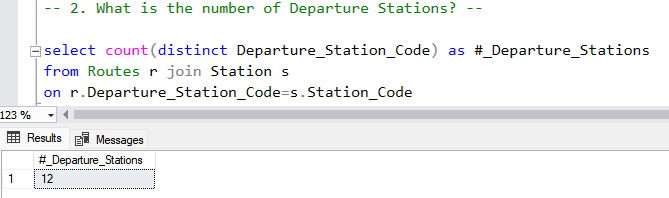 -- 2. What is the number of Departure Stations? --
select count(distinct Departure_Station_Code) as #_Departure_Stations
from Routes r join Station s
on r.Departure_Station_Code=s.Station_Code
123 %
Results Messages
#_Departure_Stations
1 12